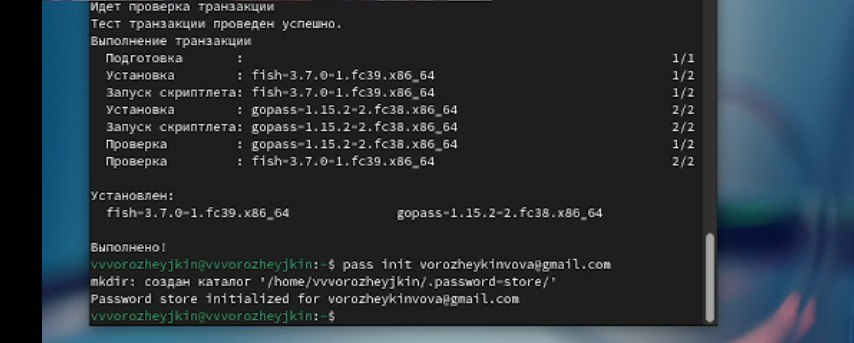 Идет проверка транзакции
Тест транзакции проведен успешно.
Выполнение транзакции
Подготовка : 1/1
Установка : fish-3.7.0-1.fc39.x86_64 1/2
Запуск скриптлета: fish-3.7.0-1.fc39.x86_64 1/2
Установка : gopass-1.15.2-2.fc38.x86_64 2/2
Запуск скриптлета: gopass-1.15.2-2.fc38.x86_64 2/2
Проверка : gopass-1.15.2-2.fc38.x86_64 1/2
Проверка : fish-3.7.0-1.fc39.x86_64 2/2
Установлен:
fish-3.7.0-1.fc39.x86_64 gopass-1.15.2-2.fc38.x86_64
Выполнено!
vvvorozheyjkin@vvvorozheyjkin:~$ pass init vorozheykinvova@gmail.com
mkdir: создан каталог '/home/vvvorozheyjkin/.password-store/'
Password store initialized for vorozheykinvova@gmail.com
vvvorozheyjkin@vvvorozheyjkin:~$